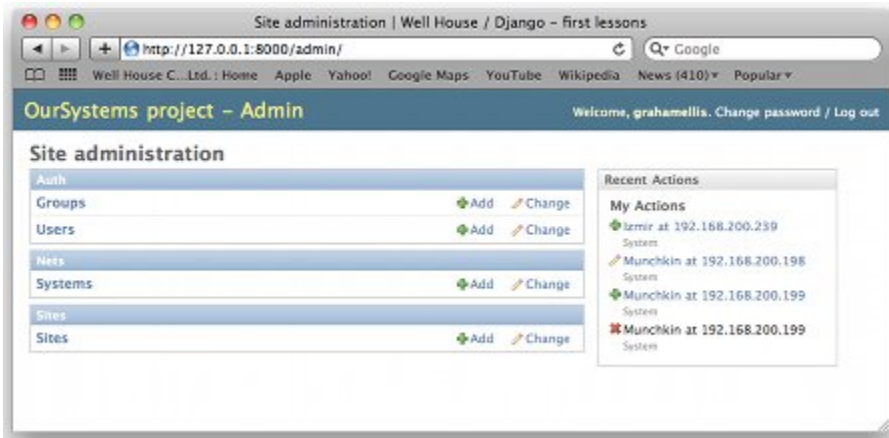 Site administration | Well House / Django – first lessons
http://127.0.0.1:8000/admin/
Google
Well House C...Ltd. : Home Apple Yahoo! Google Maps YouTube Wikipedia News (410) Popular
OurSystems project – Admin
Welcome, grahamellis. Change password / Log out
Site administration
Auth
Groups Add Change
Users Add Change
Nets
Systems Add Change
Sites
Sites Add Change
Recent Actions
My Actions
Izmir at 192.168.200.239
System
Munchkin at 192.168.200.198
System
Munchkin at 192.168.200.199
System
Munchkin at 192.168.200.199
System